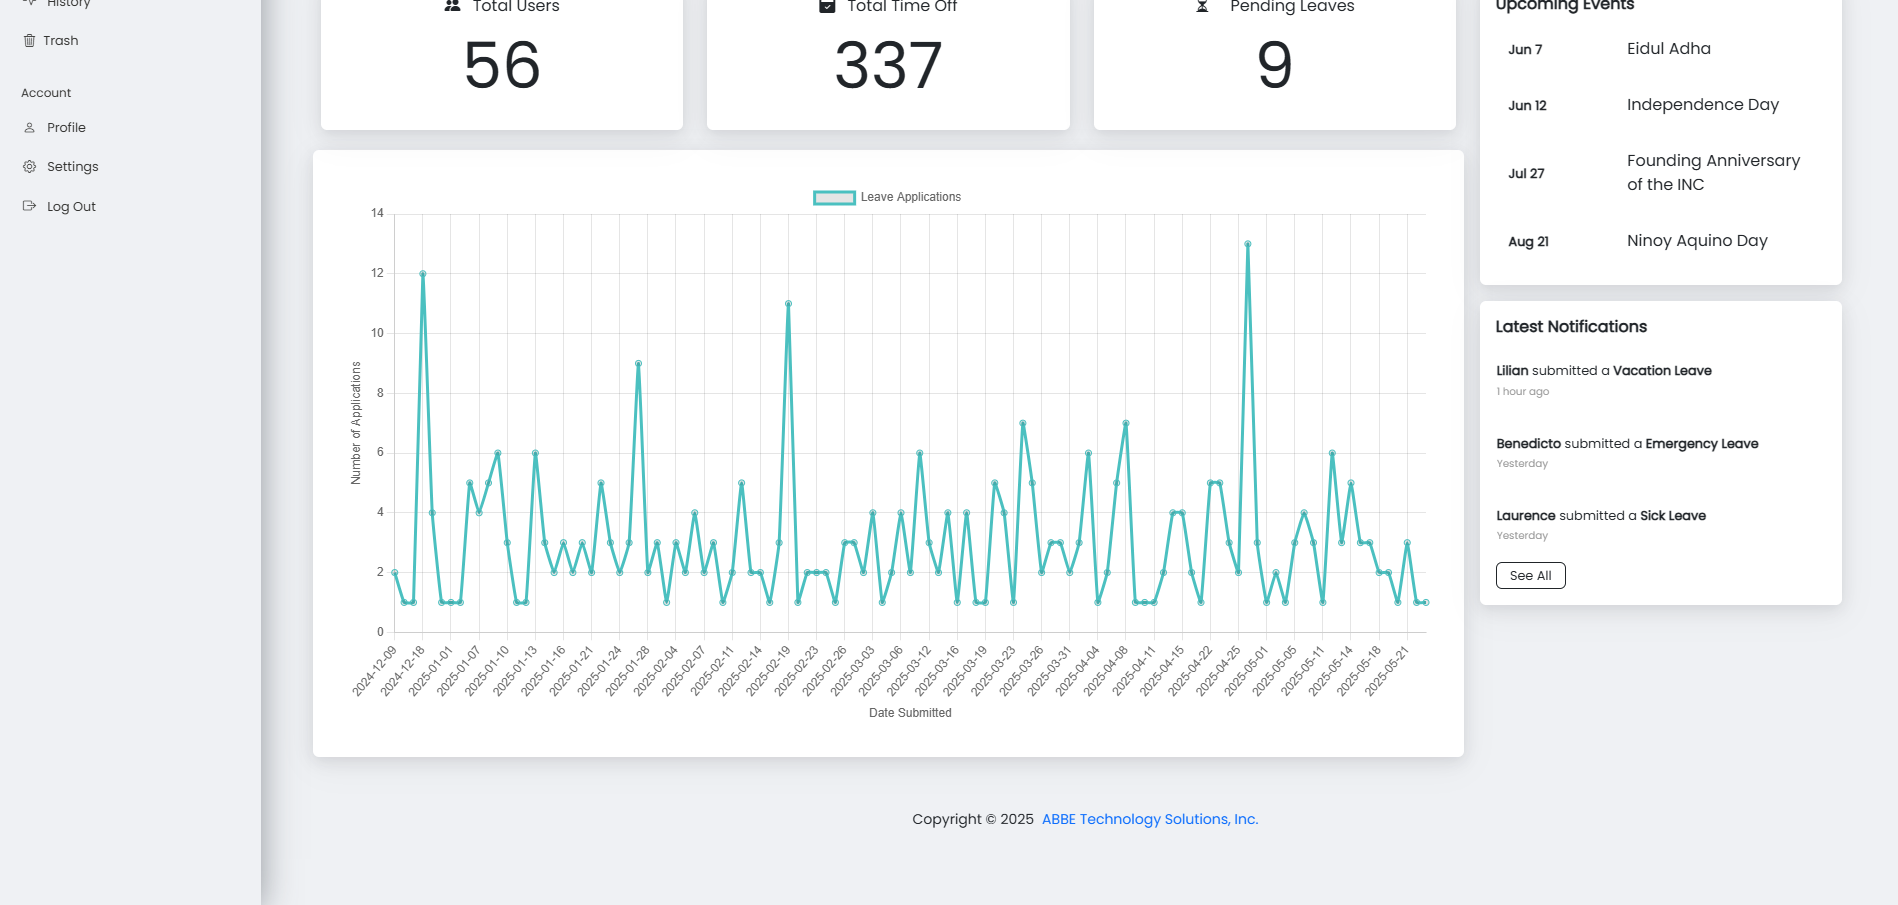 History
Trash
Account
Profile
Settings
Log Out
Total Users
56
Total Time Off
337
Pending Leaves
9
Leave Applications
Number of Applications
14
12
10
8
6
4
2
0
2024-12-09
2024-12-18
2025-01-01
2025-01-07
2025-01-10
2025-01-13
2025-01-16
2025-01-21
2025-01-24
2025-01-28
2025-02-04
2025-02-07
2025-02-11
2025-02-14
2025-02-19
2025-02-23
2025-02-26
2025-03-03
2025-03-06
2025-03-12
2025-03-16
2025-03-19
2025-03-23
2025-03-26
2025-03-31
2025-04-04
2025-04-08
2025-04-11
2025-04-15
2025-04-22
2025-04-25
2025-05-01
2025-05-05
2025-05-11
2025-05-14
2025-05-18
2025-05-21
Date Submitted
Upcoming Events
Jun 7 Eidul Adha
Jun 12 Independence Day
Jul 27 Founding Anniversary
of the INC
Aug 21 Ninoy Aquino Day
Latest Notifications
Lilian submitted a Vacation Leave
1 hour ago
Benedicto submitted a Emergency Leave
Yesterday
Laurence submitted a Sick Leave
Yesterday
See All
Copyright © 2025 ABBE Technology Solutions, Inc.